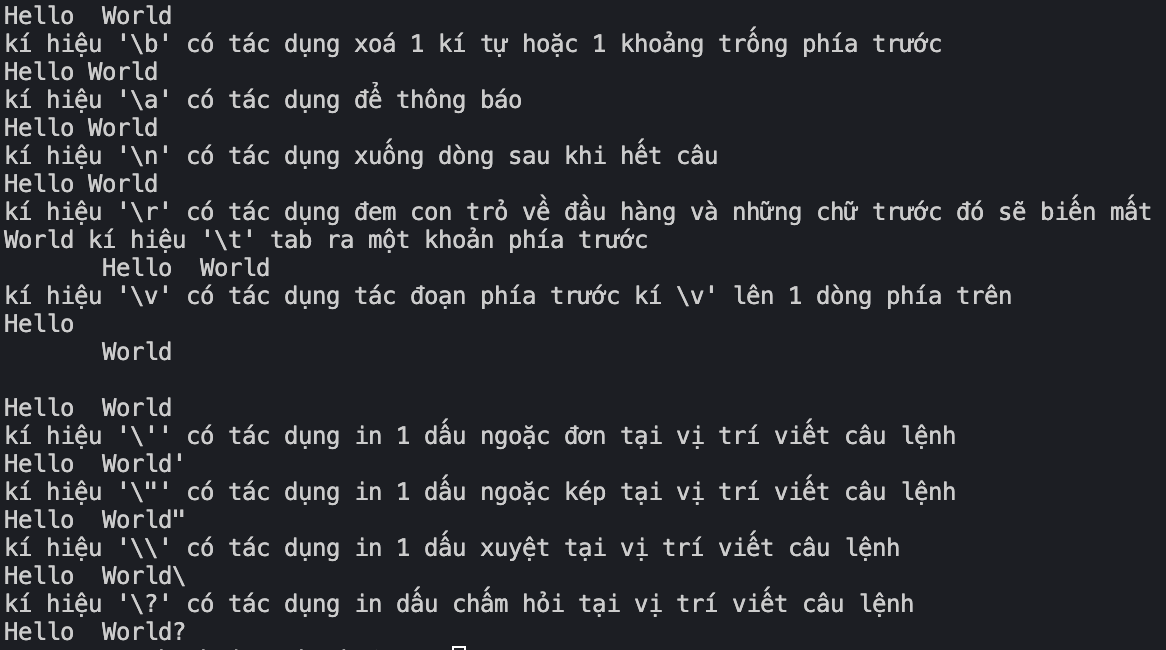 Hello  World
kí hiệu '\b' có tác dụng xoá 1 kí tự hoặc 1 khoảng trống phía trước
Hello World
kí hiệu '\a' có tác dụng để thông báo
Hello World
kí hiệu '\n' có tác dụng xuống dòng sau khi hết câu
Hello World
kí hiệu '\r' có tác dụng đem con trỏ về đầu hàng và những chữ trước đó sẽ biến mất
World kí hiệu '\t' tab ra một khoản phía trước
       Hello  World
kí hiệu '\v' có tác dụng tác đoạn phía trước kí \v' lên 1 dòng phía trên
Hello
       World
Hello  World
kí hiệu '\'' có tác dụng in 1 dấu ngoặc đơn tại vị trí viết câu lệnh
Hello  World'
kí hiệu '\"' có tác dụng in 1 dấu ngoặc kép tại vị trí viết câu lệnh
Hello  World"
kí hiệu '\\' có tác dụng in 1 dấu xuyệt tại vị trí viết câu lệnh
Hello  World\
kí hiệu '\?' có tác dụng in dấu chấm hỏi tại vị trí viết câu lệnh
Hello  World?